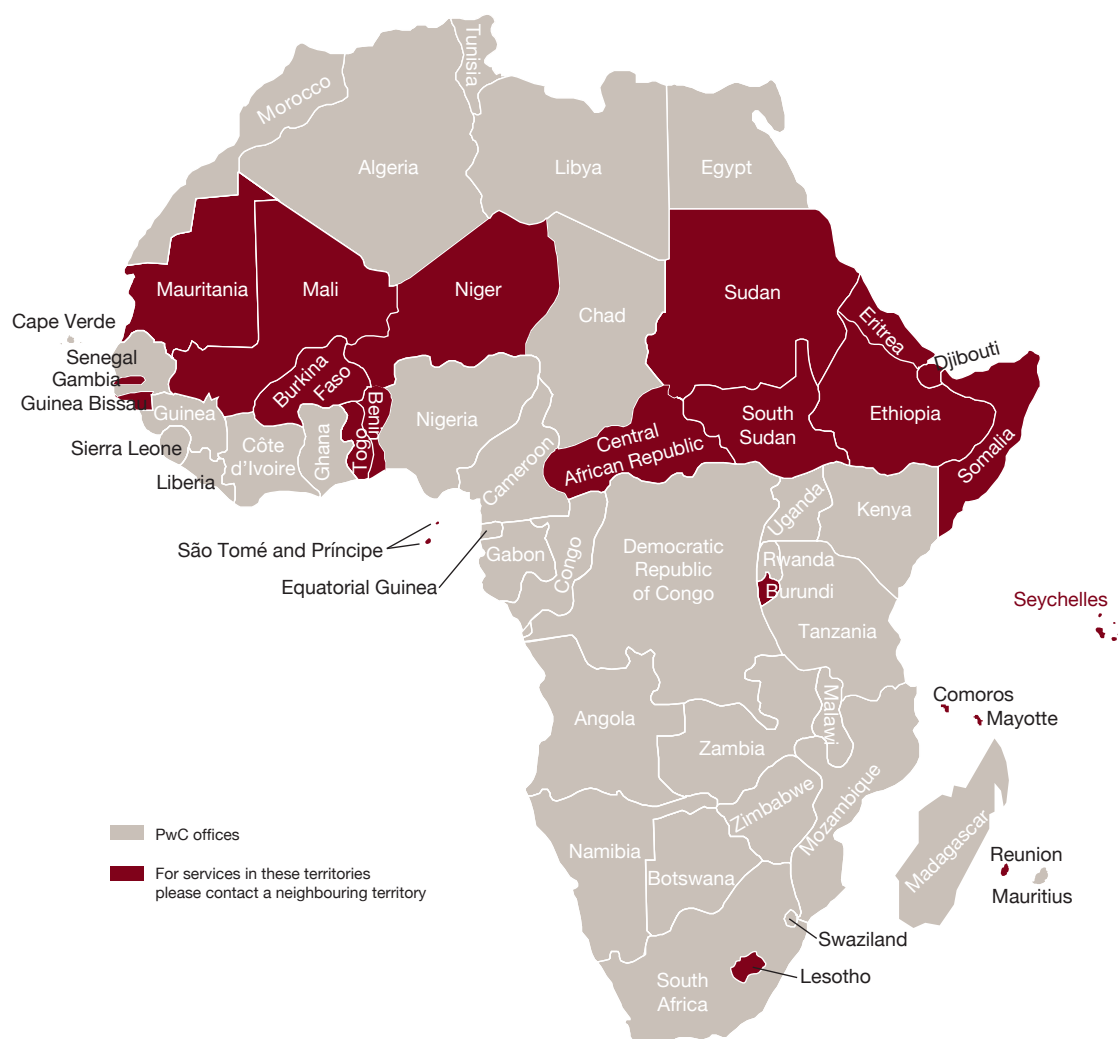 Tunisia
Morocco
Algeria
Libya
Egypt
Mauritania
Mali
Niger
Chad
Sudan
Eritrea
Djibouti
Cape Verde
Senegal
Gambia
Guinea Bissau
Guinea
Sierra Leone
Liberia
Côte
d'Ivoire
Burkina
Faso
Ghana
Togo
Benin
Nigeria
Cameroon
Central
African Republic
South
Sudan
Ethiopia
Somalia
São Tomé and Príncipe
Equatorial Guinea
Gabon
Congo
Democratic
Republic
of Congo
Uganda
Kenya
Rwanda
Burundi
Tanzania
Seychelles
Comoros
Mayotte
Angola
Zambia
Malawi
Mozambique
Zimbabwe
Namibia
Botswana
Madagascar
Reunion
Mauritius
Swaziland
Lesotho
South
Africa
PwC offices
For services in these territories
please contact a neighbouring territory